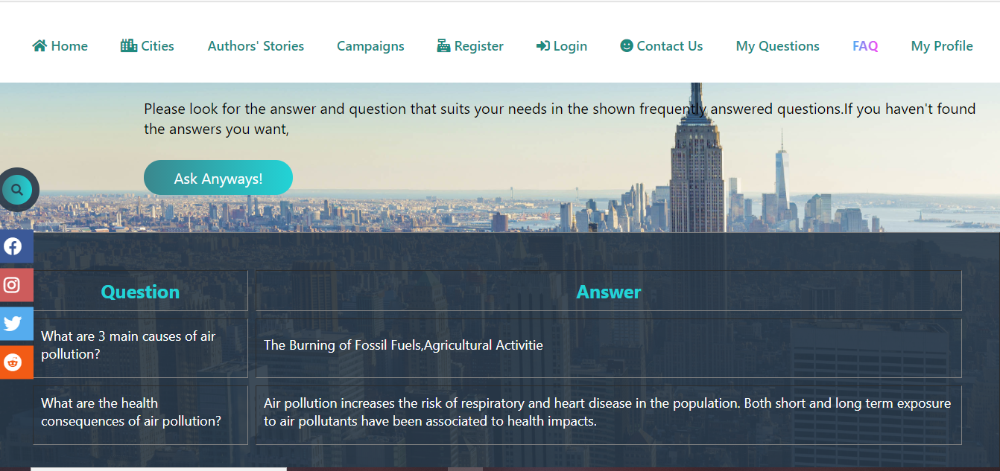 Home Cities Authors' Stories Campaigns Register Login Contact Us My Questions FAQ My Profile
Please look for the answer and question that suits your needs in the shown frequently answered questions.If you haven't found
the answers you want,
Ask Anyways!
Question Answer
What are 3 main causes of air
pollution?
The Burning of Fossil Fuels,Agricultural Activitie
What are the health
consequences of air pollution?
Air pollution increases the risk of respiratory and heart disease in the population. Both short and long term exposure
to air pollutants have been associated to health impacts.